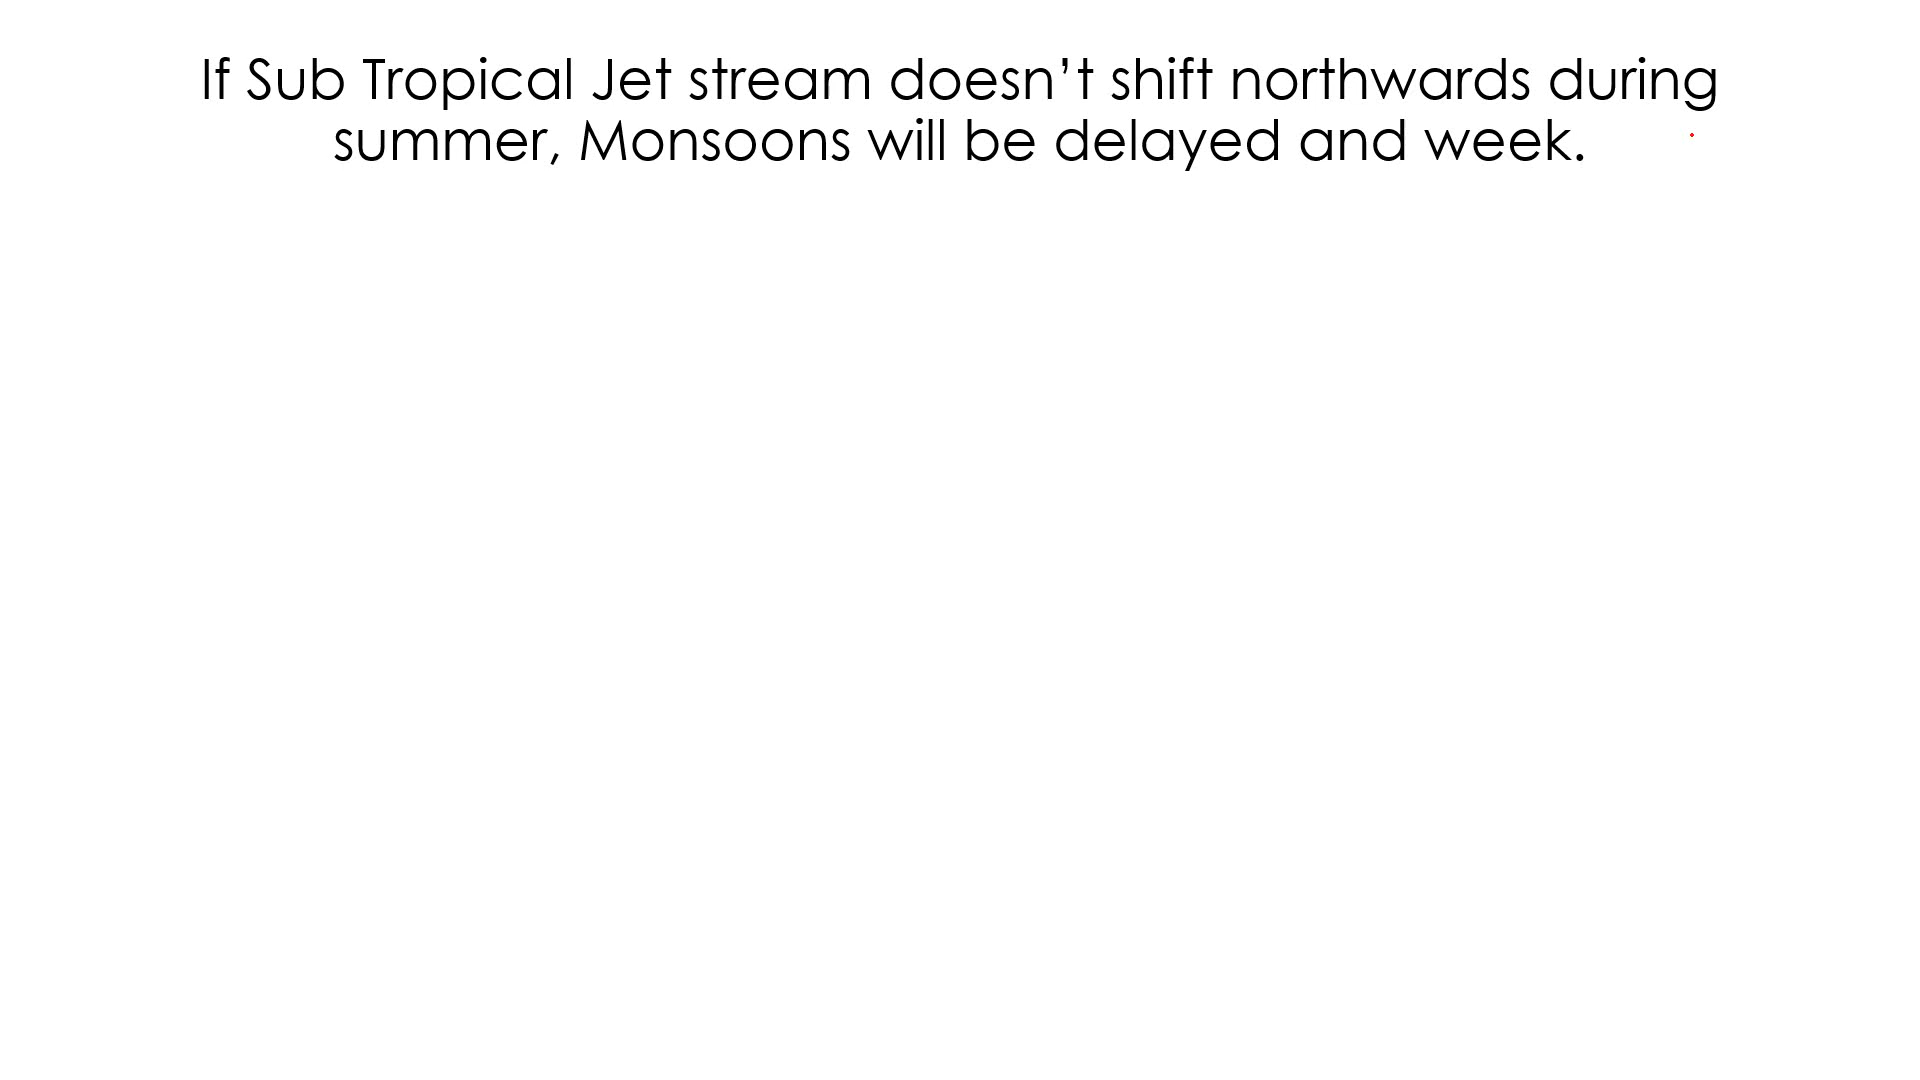 If Sub Tropical Jet stream doesn’t shift northwards during
summer, Monsoons will be delayed and week.